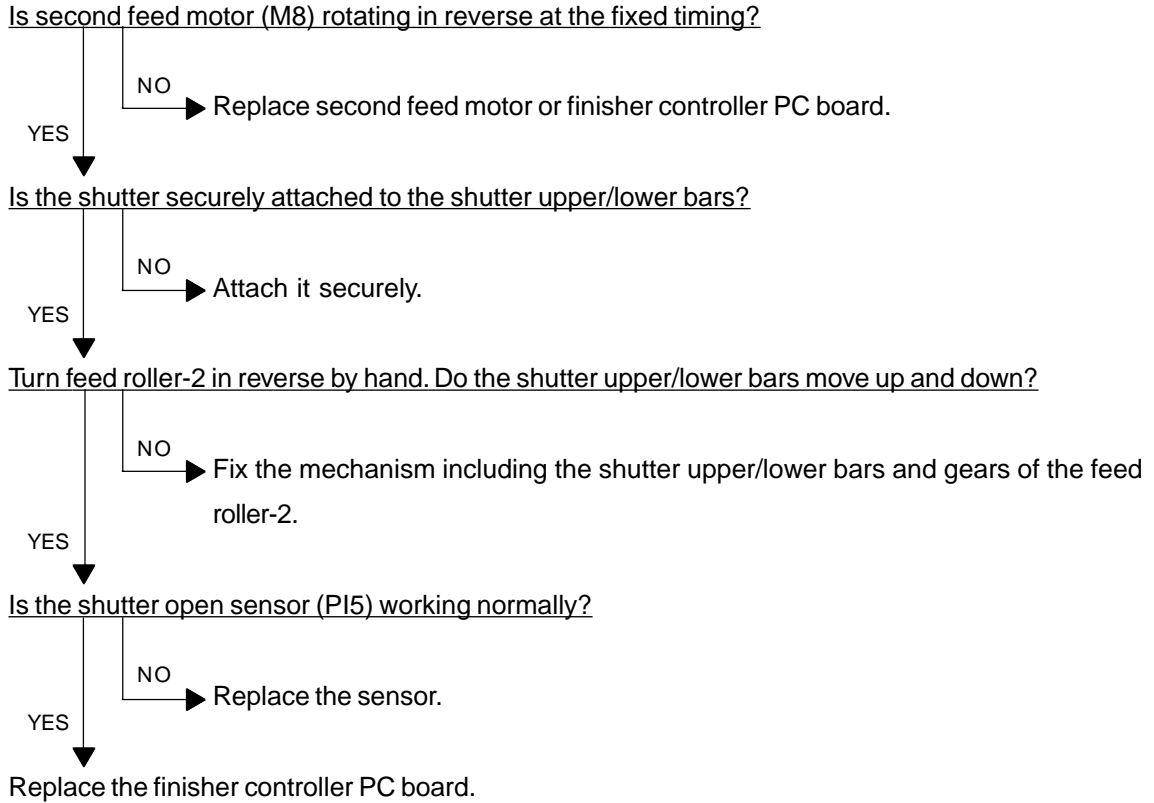 Is second feed motor (M8) rotating in reverse at the fixed timing?
NO
Replace second feed motor or finisher controller PC board.
YES
Is the shutter securely attached to the shutter upper/lower bars?
NO
Attach it securely.
YES
Turn feed roller-2 in reverse by hand. Do the shutter upper/lower bars move up and down?
NO
Fix the mechanism including the shutter upper/lower bars and gears of the feed
roller-2.
YES
Is the shutter open sensor (PI5) working normally?
NO
Replace the sensor.
YES
Replace the finisher controller PC board.